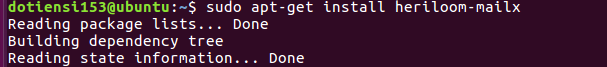 dotiensi153@ubuntu:~$ sudo apt-get install heriloom-mailx
Reading package lists... Done
Building dependency tree
Reading state information... Done